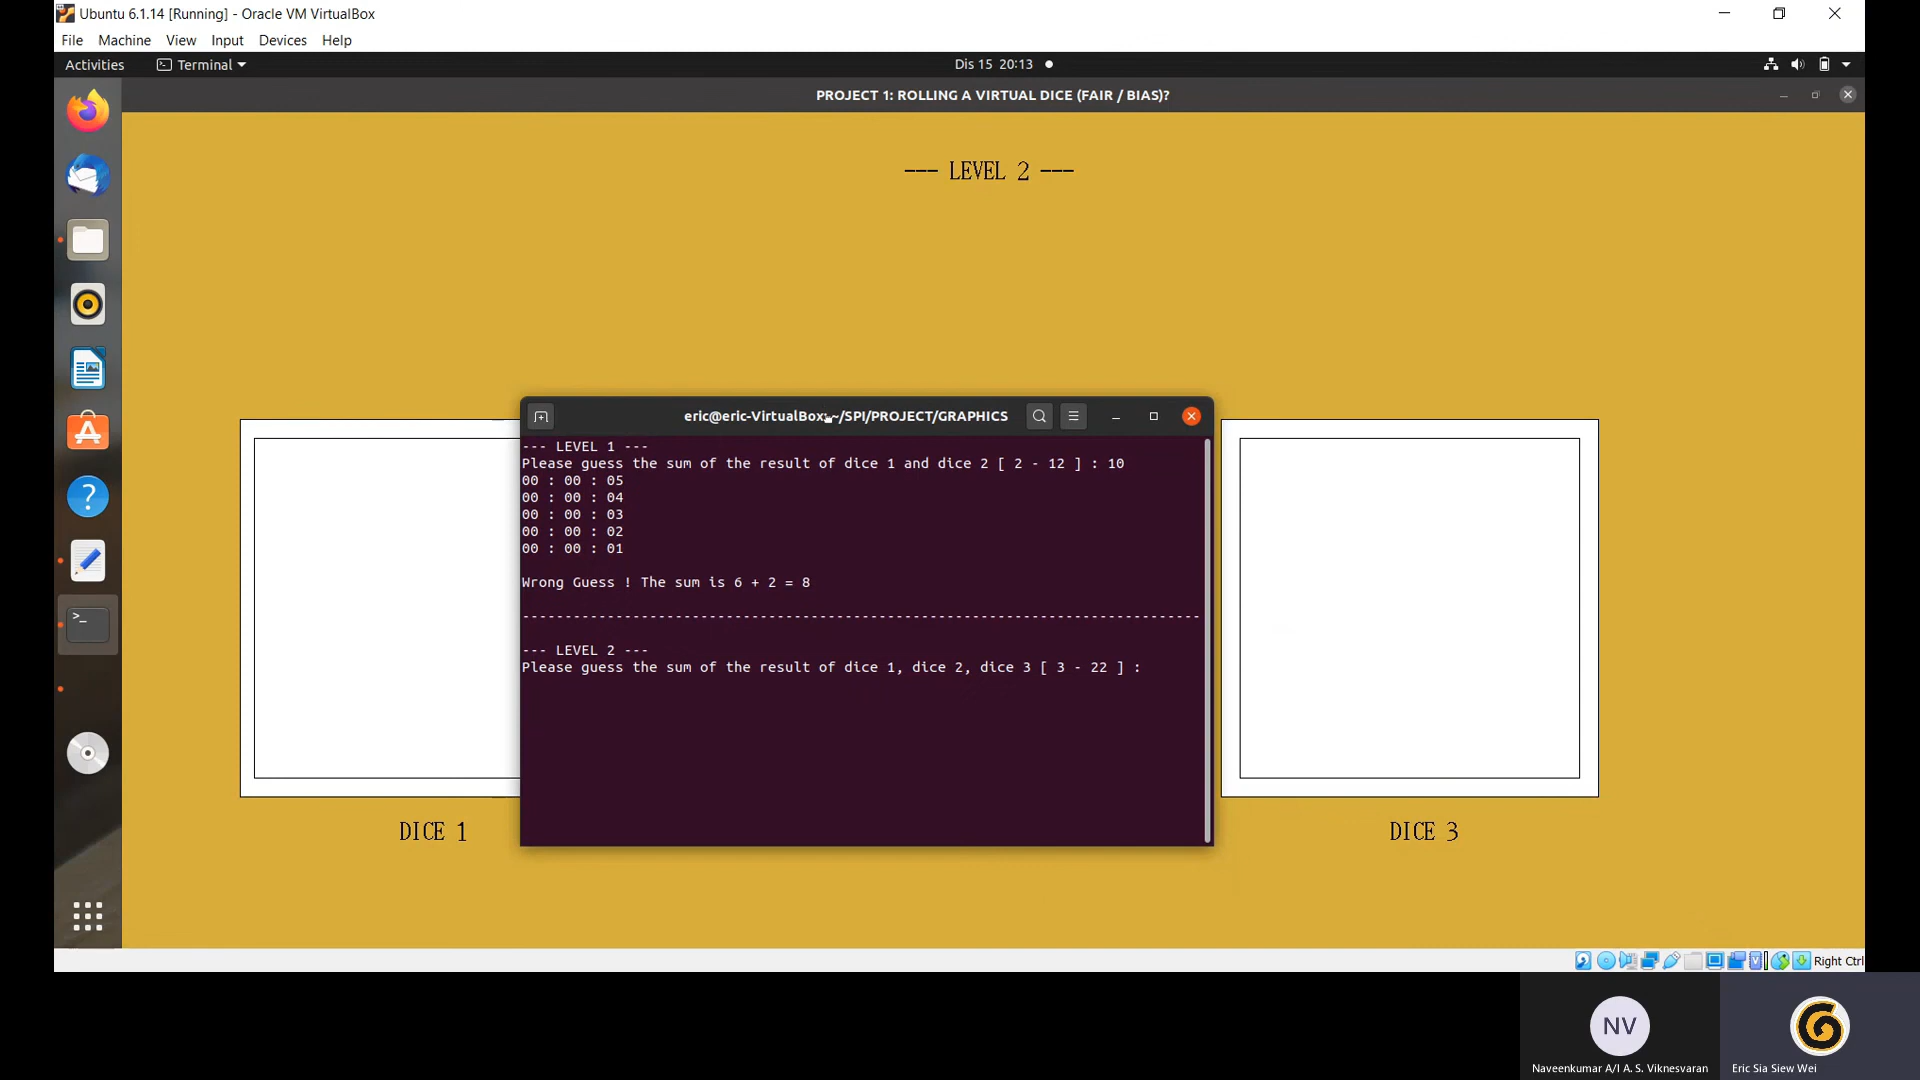 Ubuntu 6.1.14 [Running] - Oracle VM VirtualBox
File Machine View Input Devices Help
Activities Terminal Dis 15 20:13
PROJECT 1: ROLLING A VIRTUAL DICE (FAIR / BIAS)?
--- LEVEL 2 ---
eric@eric-VirtualBox:~/SPI/PROJECT/GRAPHICS
--- LEVEL 1 ---
Please guess the sum of the result of dice 1 and dice 2 [ 2 - 12 ] : 10
00 : 00 : 05
00 : 00 : 04
00 : 00 : 03
00 : 00 : 02
00 : 00 : 01
Wrong Guess ! The sum is 6 + 2 = 8
--------------------------------------------------------------------------------
--- LEVEL 2 ---
Please guess the sum of the result of dice 1, dice 2, dice 3 [ 3 - 22 ] :
DICE 1
DICE 3
Right Ctrl
NV
Naveenkumar A/l A. S. Viknesvaran
Eric Sia Siew Wei